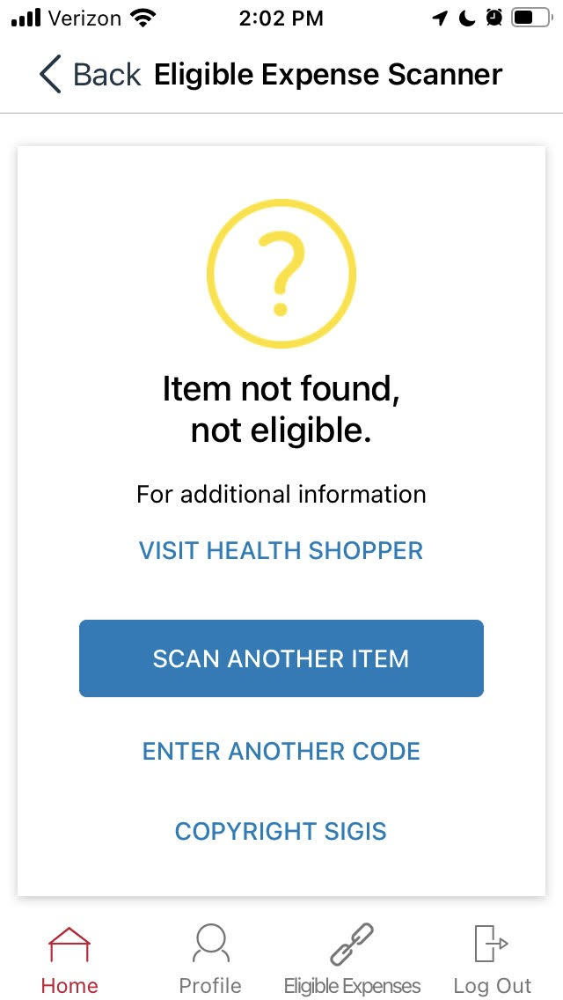 Verizon 2:02 PM
Back Eligible Expense Scanner
?
Item not found,
not eligible.
For additional information
VISIT HEALTH SHOPPER
SCAN ANOTHER ITEM
ENTER ANOTHER CODE
COPYRIGHT SIGIS
Home Profile Eligible Expenses Log Out